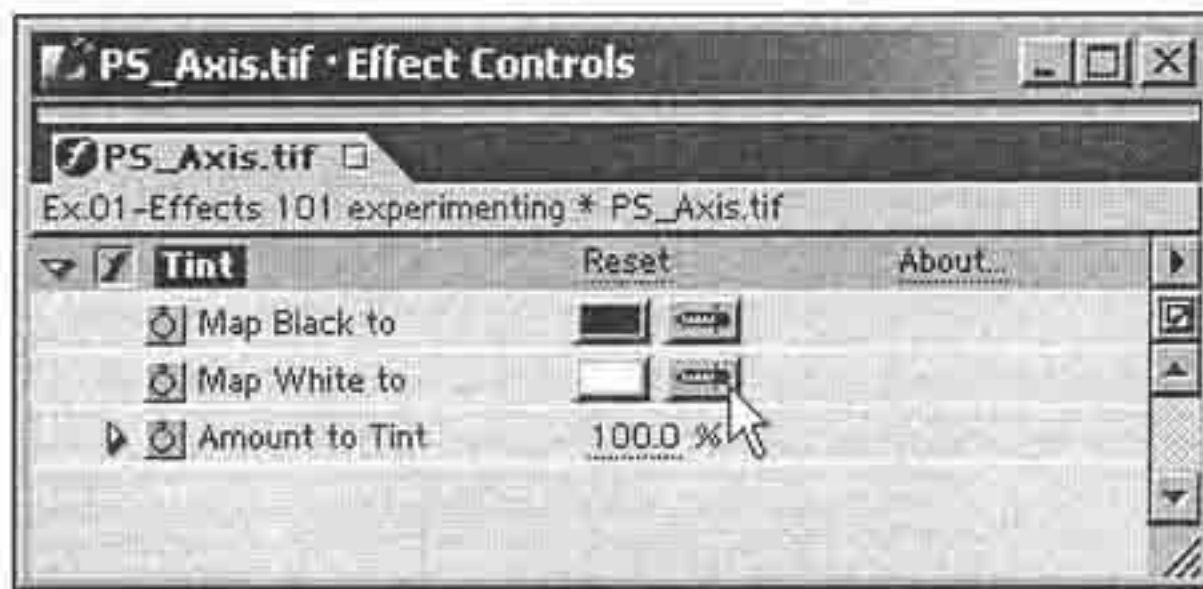 PS_Axis.tif • Effect Controls
PS_Axis.tif
Ex.01-Effects 101 experimenting * PS_Axis.tif
Tint Reset About...
Map Black to
Map White to
Amount to Tint 100.0 %